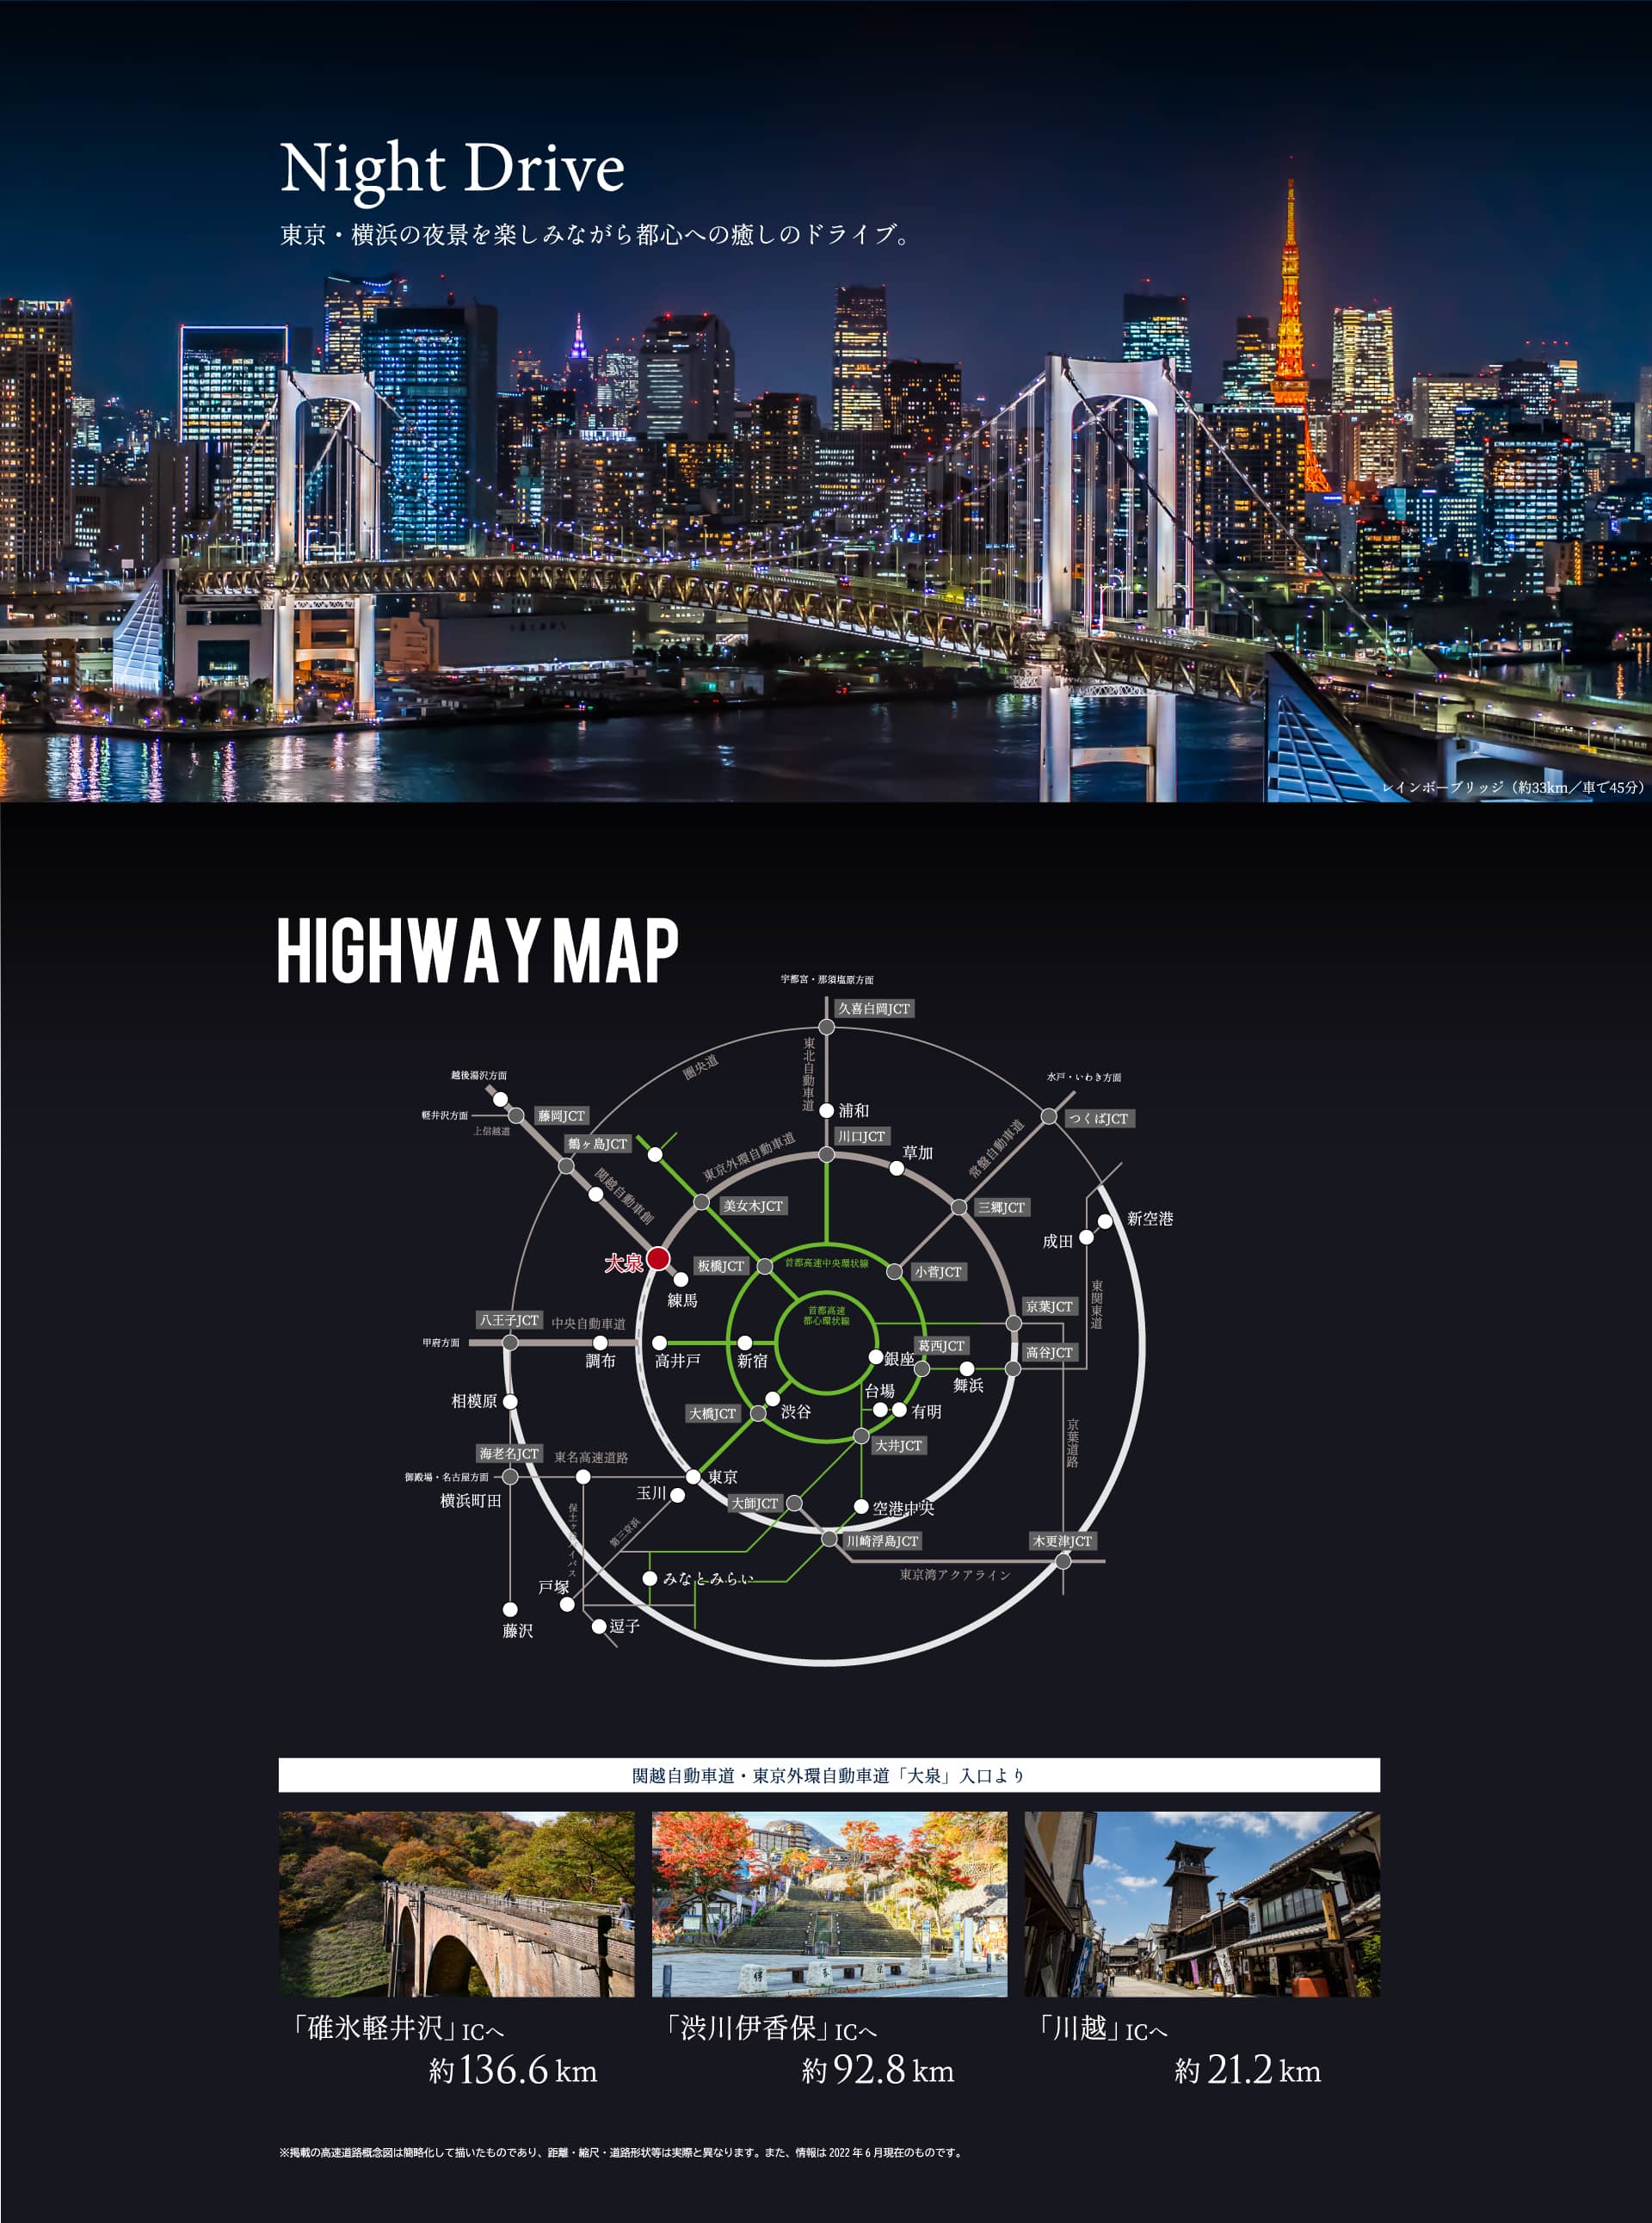 Night Drive
東京・横浜の夜景を楽しみながら都心への癒しのドライブ。
レインボーブリッジ（約33km／車で45分）
HIGHWAY MAP
宇都宮・那須塩原方面
久喜白岡JCT
東北自動車道
圏央道
越後湯沢方面
水戸・いわき方面
軽井沢方面
藤岡JCT
上信越道
つくばJCT
浦和
鶴ヶ島JCT
川口JCT
東京外環自動車道
草加
常盤自動車道
関越自動車創
美女木JCT
三郷JCT
新空港
成田
大泉
板橋JCT
首都高速中央環状線
小菅JCT
練馬
東関東道
首都高速
都心環状線
京葉JCT
八王子JCT
中央自動車道
甲府方面
調布
高井戸
新宿
銀座
葛西JCT
高谷JCT
舞浜
相模原
台場
有明
大橋JCT
渋谷
大井JCT
京葉道路
海老名JCT
東名高速道路
御殿場・名古屋方面
東京
横浜町田
玉川
大師JCT
空港中央
保土ヶ谷バイパス
第三京浜
川崎浮島JCT
木更津JCT
東京湾アクアライン
みなとみらい
戸塚
藤沢
逗子
関越自動車道・東京外環自動車道「大泉」入口より
「碓氷軽井沢」ICへ
約136.6km
「渋川伊香保」ICへ
約92.8km
「川越」ICへ
約21.2km
※掲載の高速道路概念図は簡略化して描いたものであり、距離・縮尺・道路形状等は実際と異なります。また、情報は2022年6月現在のものです。